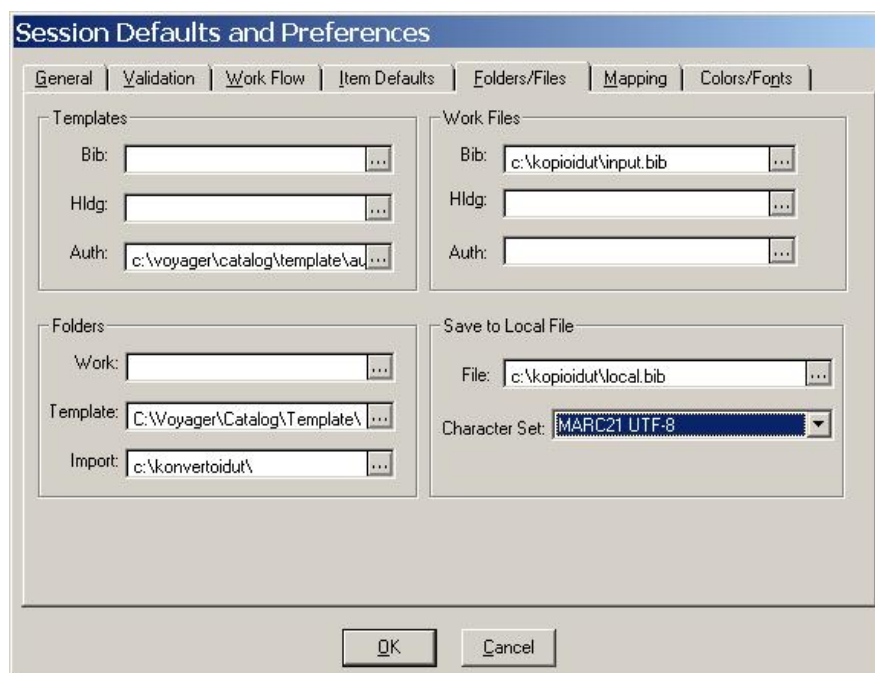 Session Defaults and Preferences
General Validation Work Flow Item Defaults Folders/Files Mapping Colors/Fonts
Templates
Bib: ...
Hldg: ...
Auth: c:\voyager\catalog\template\au ...
Work Files
Bib: c:\kopioidut\input.bib ...
Hldg: ...
Auth: ...
Folders
Work: ...
Template: C:\Voyager\Catalog\Template\ ...
Import: c:\konvertoidut\ ...
Save to Local File
File: c:\kopioidut\local.bib ...
Character Set: MARC21 UTF-8
OK Cancel